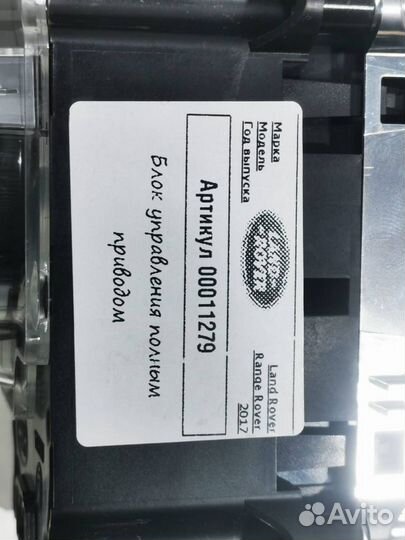 Марка Land Rover
Модель Range Rover
Год выпуска 2017
LAND
ROVER
Артикул 00011279
Блок управления полным
приводом
Avito